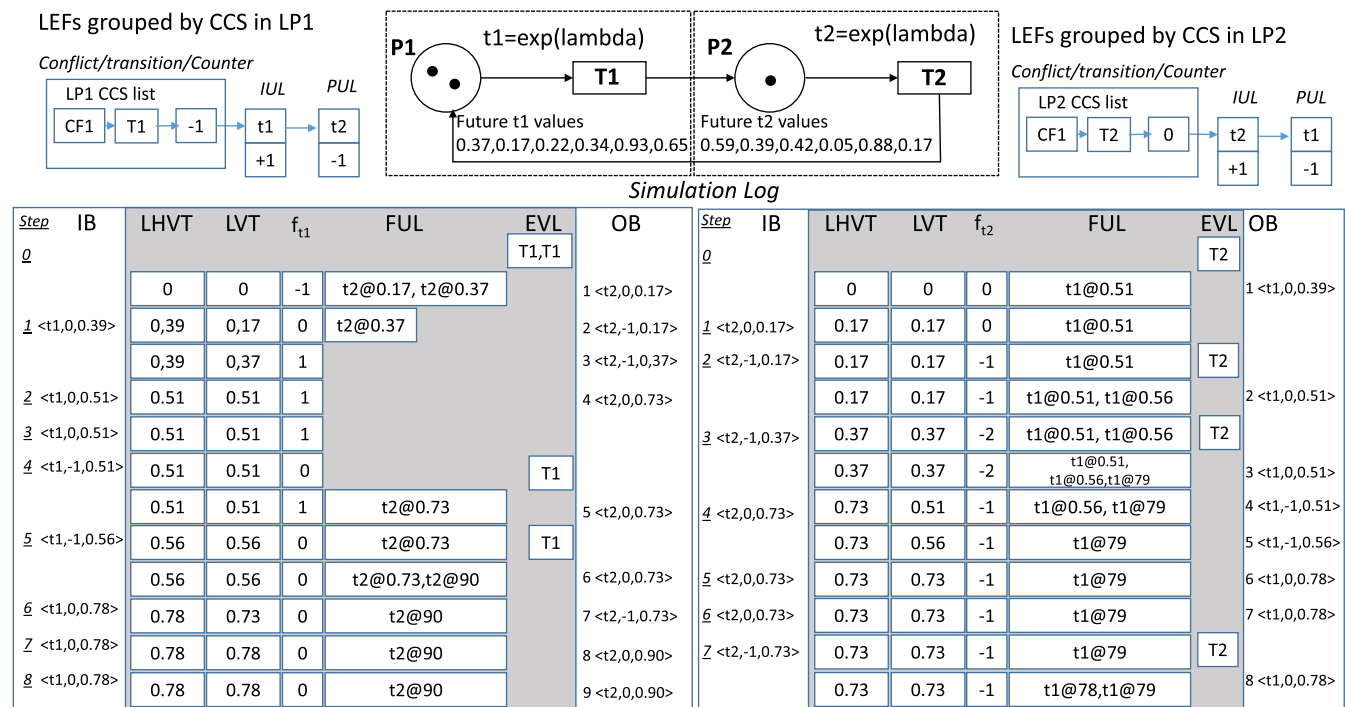 LEFs grouped by CCS in LP1
Conflict/transition/Counter
LP1 CCS list
IUL
PUL
CF1 T1 -1 t1 t2
+1 -1
P1 t1=exp(lambda) P2 t2=exp(lambda)
T1 T2
Future t1 values Future t2 values
0.37,0.17,0.22,0.34,0.93,0.65 0.59,0.39,0.42,0.05,0.88,0.17
LEFs grouped by CCS in LP2
Conflict/transition/Counter
LP2 CCS list
IUL
PUL
CF1 T2 0 t2 t1
+1 -1
Simulation Log
Step IB LHVT LVT ft1 FUL EVL OB
0 T1,T1
0 0 -1 t2@0.17, t2@0.37 1 <t2,0,0.17>
1 <t1,0,0.39> 0,39 0,17 0 t2@0.37 2 <t2,-1,0.17>
0,39 0,37 1 3 <t2,-1,0,37>
2 <t1,0,0.51> 0.51 0.51 1 4 <t2,0,0.73>
3 <t1,0,0.51> 0.51 0.51 1
4 <t1,-1,0.51> 0.51 0.51 0 T1
0.51 0.51 1 t2@0.73 5 <t2,0,0.73>
5 <t1,-1,0.56> 0.56 0.56 0 t2@0.73 T1
0.56 0.56 0 t2@0.73,t2@90 6 <t2,0,0.73>
6 <t1,0,0.78> 0.78 0.73 0 t2@90 7 <t2,-1,0.73>
7 <t1,0,0.78> 0.78 0.78 0 t2@90 8 <t2,0,0.90>
8 <t1,0,0.78> 0.78 0.78 0 t2@90 9 <t2,0,0.90>
Step IB LHVT LVT ft2 FUL EVL OB
0 T2
0 0 0 t1@0.51 1 <t1,0,0.39>
1 <t2,0,0.17> 0.17 0.17 0 t1@0.51
2 <t2,-1,0.17> 0.17 0.17 -1 t1@0.51 T2
0.17 0.17 -1 t1@0.51, t1@0.56 2 <t1,0,0.51>
3 <t2,-1,0.37> 0.37 0.37 -2 t1@0.51, t1@0.56 T2
0.37 0.37 -2 t1@0.51,
t1@0.56,t1@79 3 <t1,0,0.51>
4 <t2,0,0.73> 0.73 0.51 -1 t1@0.56, t1@79 4 <t1,-1,0.51>
0.73 0.56 -1 t1@79 5 <t1,-1,0.56>
5 <t2,0,0.73> 0.73 0.73 -1 t1@79 6 <t1,0,0.78>
6 <t2,0,0.73> 0.73 0.73 -1 t1@79 7 <t1,0,0.78>
7 <t2,-1,0.73> 0.73 0.73 -1 t1@79 T2
0.73 0.73 -1 t1@78,t1@79 8 <t1,0,0.78>